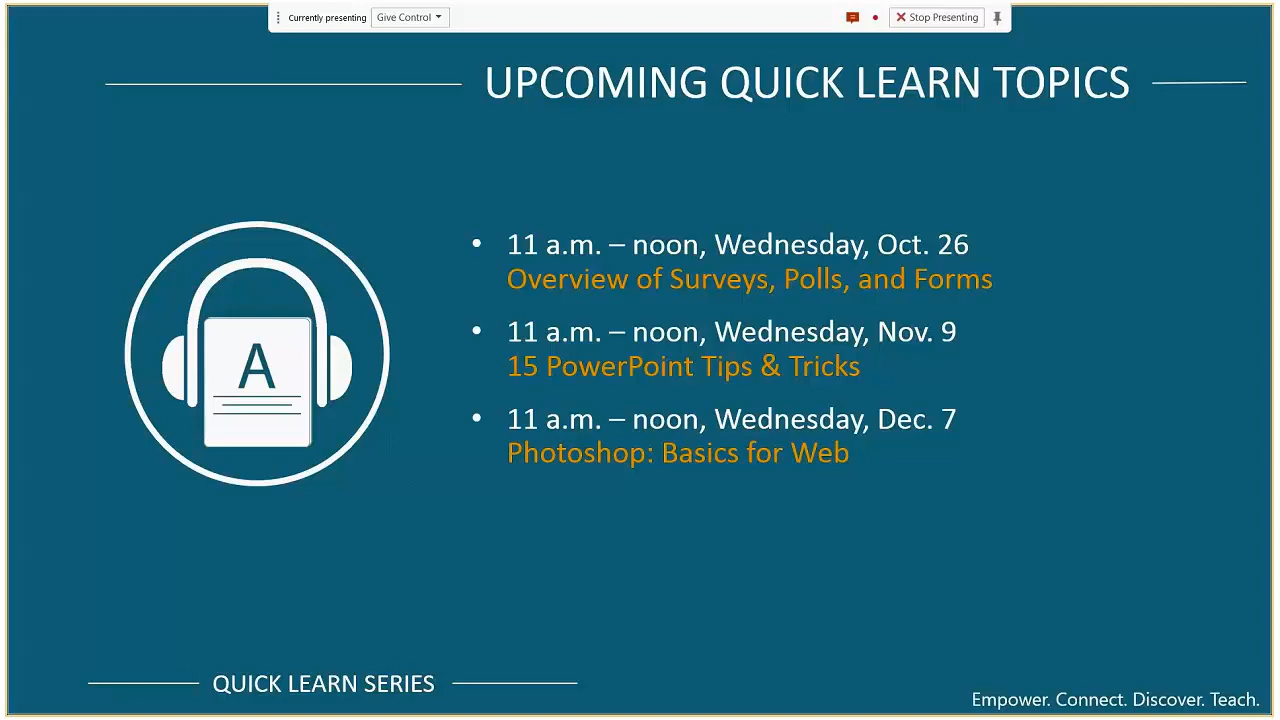 Currently presenting Give Control Stop Presenting
UPCOMING QUICK LEARN TOPICS
• 11 a.m. – noon, Wednesday, Oct. 26
Overview of Surveys, Polls, and Forms
• 11 a.m. – noon, Wednesday, Nov. 9
15 PowerPoint Tips & Tricks
• 11 a.m. – noon, Wednesday, Dec. 7
Photoshop: Basics for Web
A
QUICK LEARN SERIES
Empower. Connect. Discover. Teach.